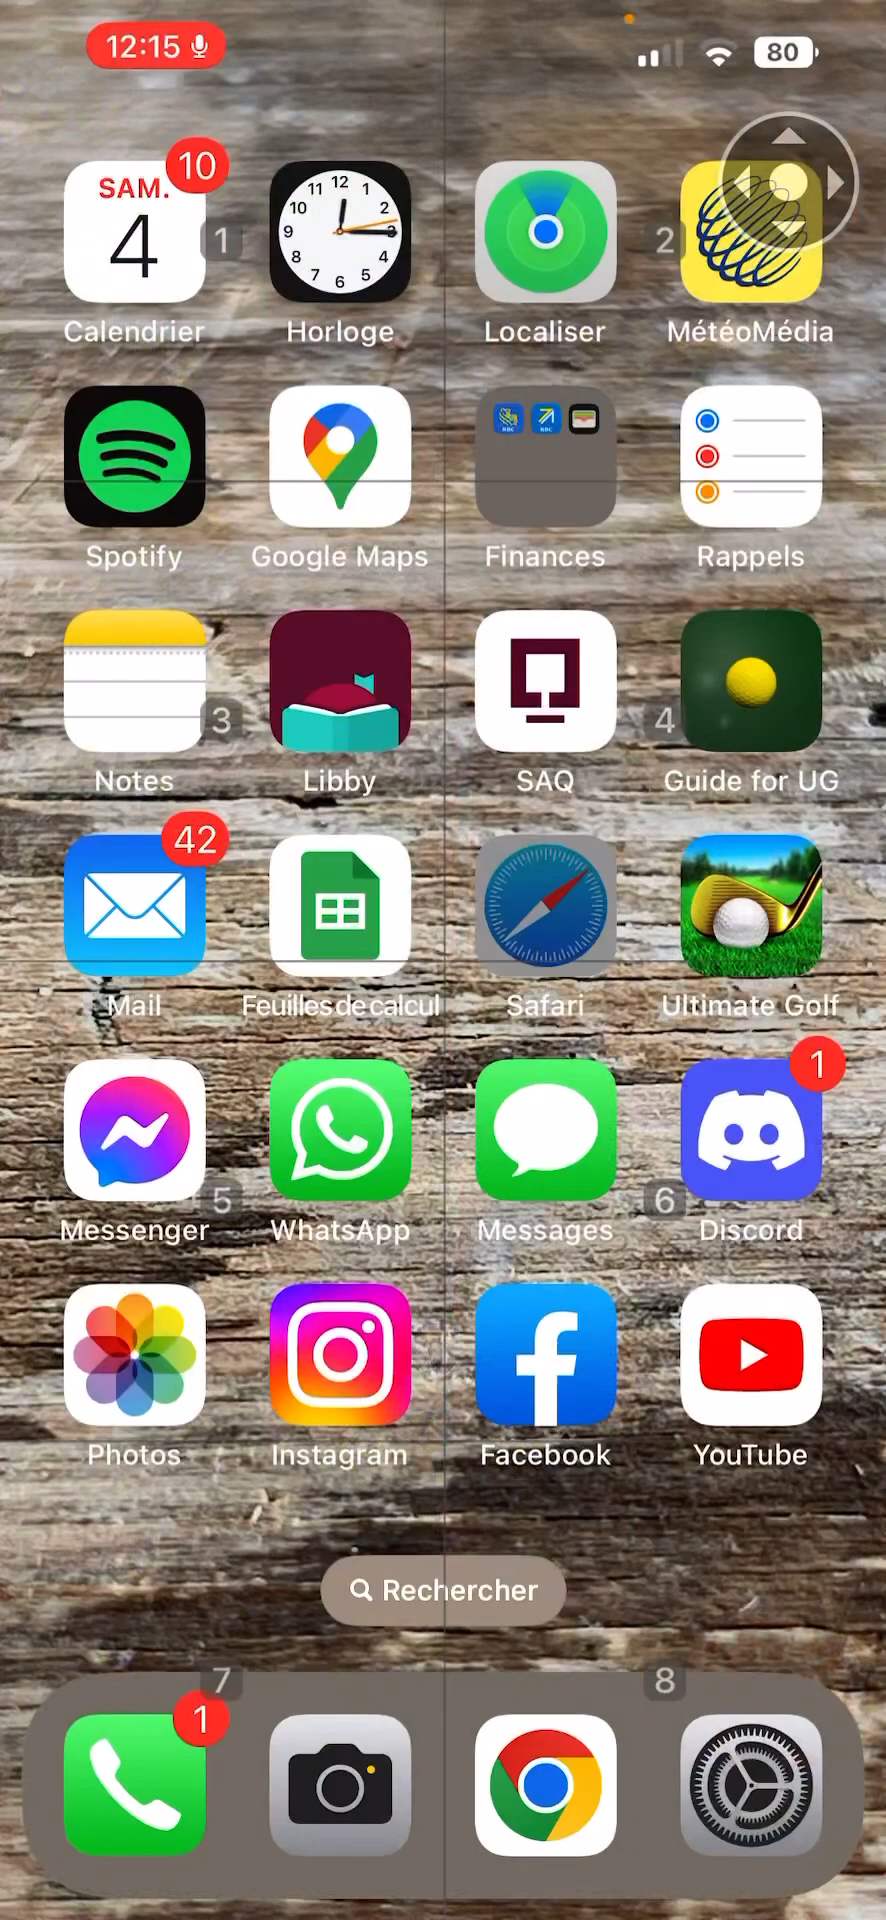 12:15
80
10
SAM.
4
1
2
Calendrier
Horloge
Localiser
MétéoMédia
Spotify
Google Maps
Finances
Rappels
3
4
Notes
Libby
SAQ
Guide for UG
42
Mail
Feuilles de calcul
Safari
Ultimate Golf
1
5
6
Messenger
WhatsApp
Messages
Discord
Photos
Instagram
Facebook
YouTube
Rechercher
7
8
1